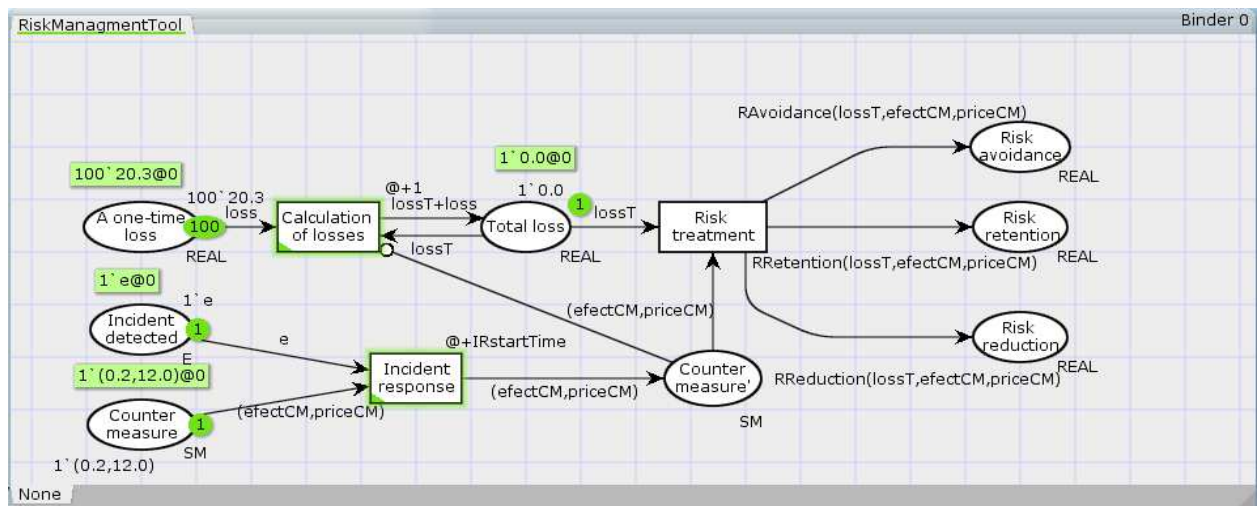 RiskManagmentTool
Binder 0
RAvoidance(lossT,efectCM,priceCM)
Risk
avoidance
REAL
100`20.3@0
100`20.3
A one-time
loss
100
loss
REAL
Calculation
of losses
@+1
lossT+loss
lossT
1`0.0@0
1`0.0
Total loss
1
lossT
REAL
Risk
treatment
Risk
retention
REAL
RRetention(lossT,efectCM,priceCM)
1`e@0
1`e
Incident
detected
1
E
e
(efectCM,priceCM)
@+IRstartTime
Risk
reduction
REAL
RReduction(lossT,efectCM,priceCM)
1`(0.2,12.0)@0
Counter
measure
1
SM
1`(0.2,12.0)
(efectCM,priceCM)
Incident
response
(efectCM,priceCM)
Counter
measure'
SM
None